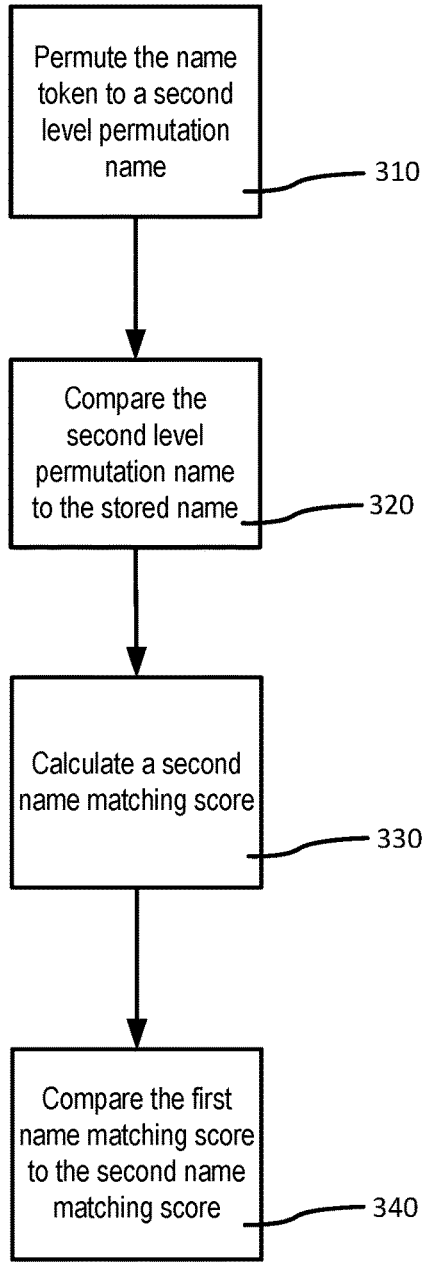 Permute the name
token to a second
level permutation
name
310
Compare the
second level
permutation name
to the stored name
320
Calculate a second
name matching score
330
Compare the first
name matching score
to the second name
matching score
340